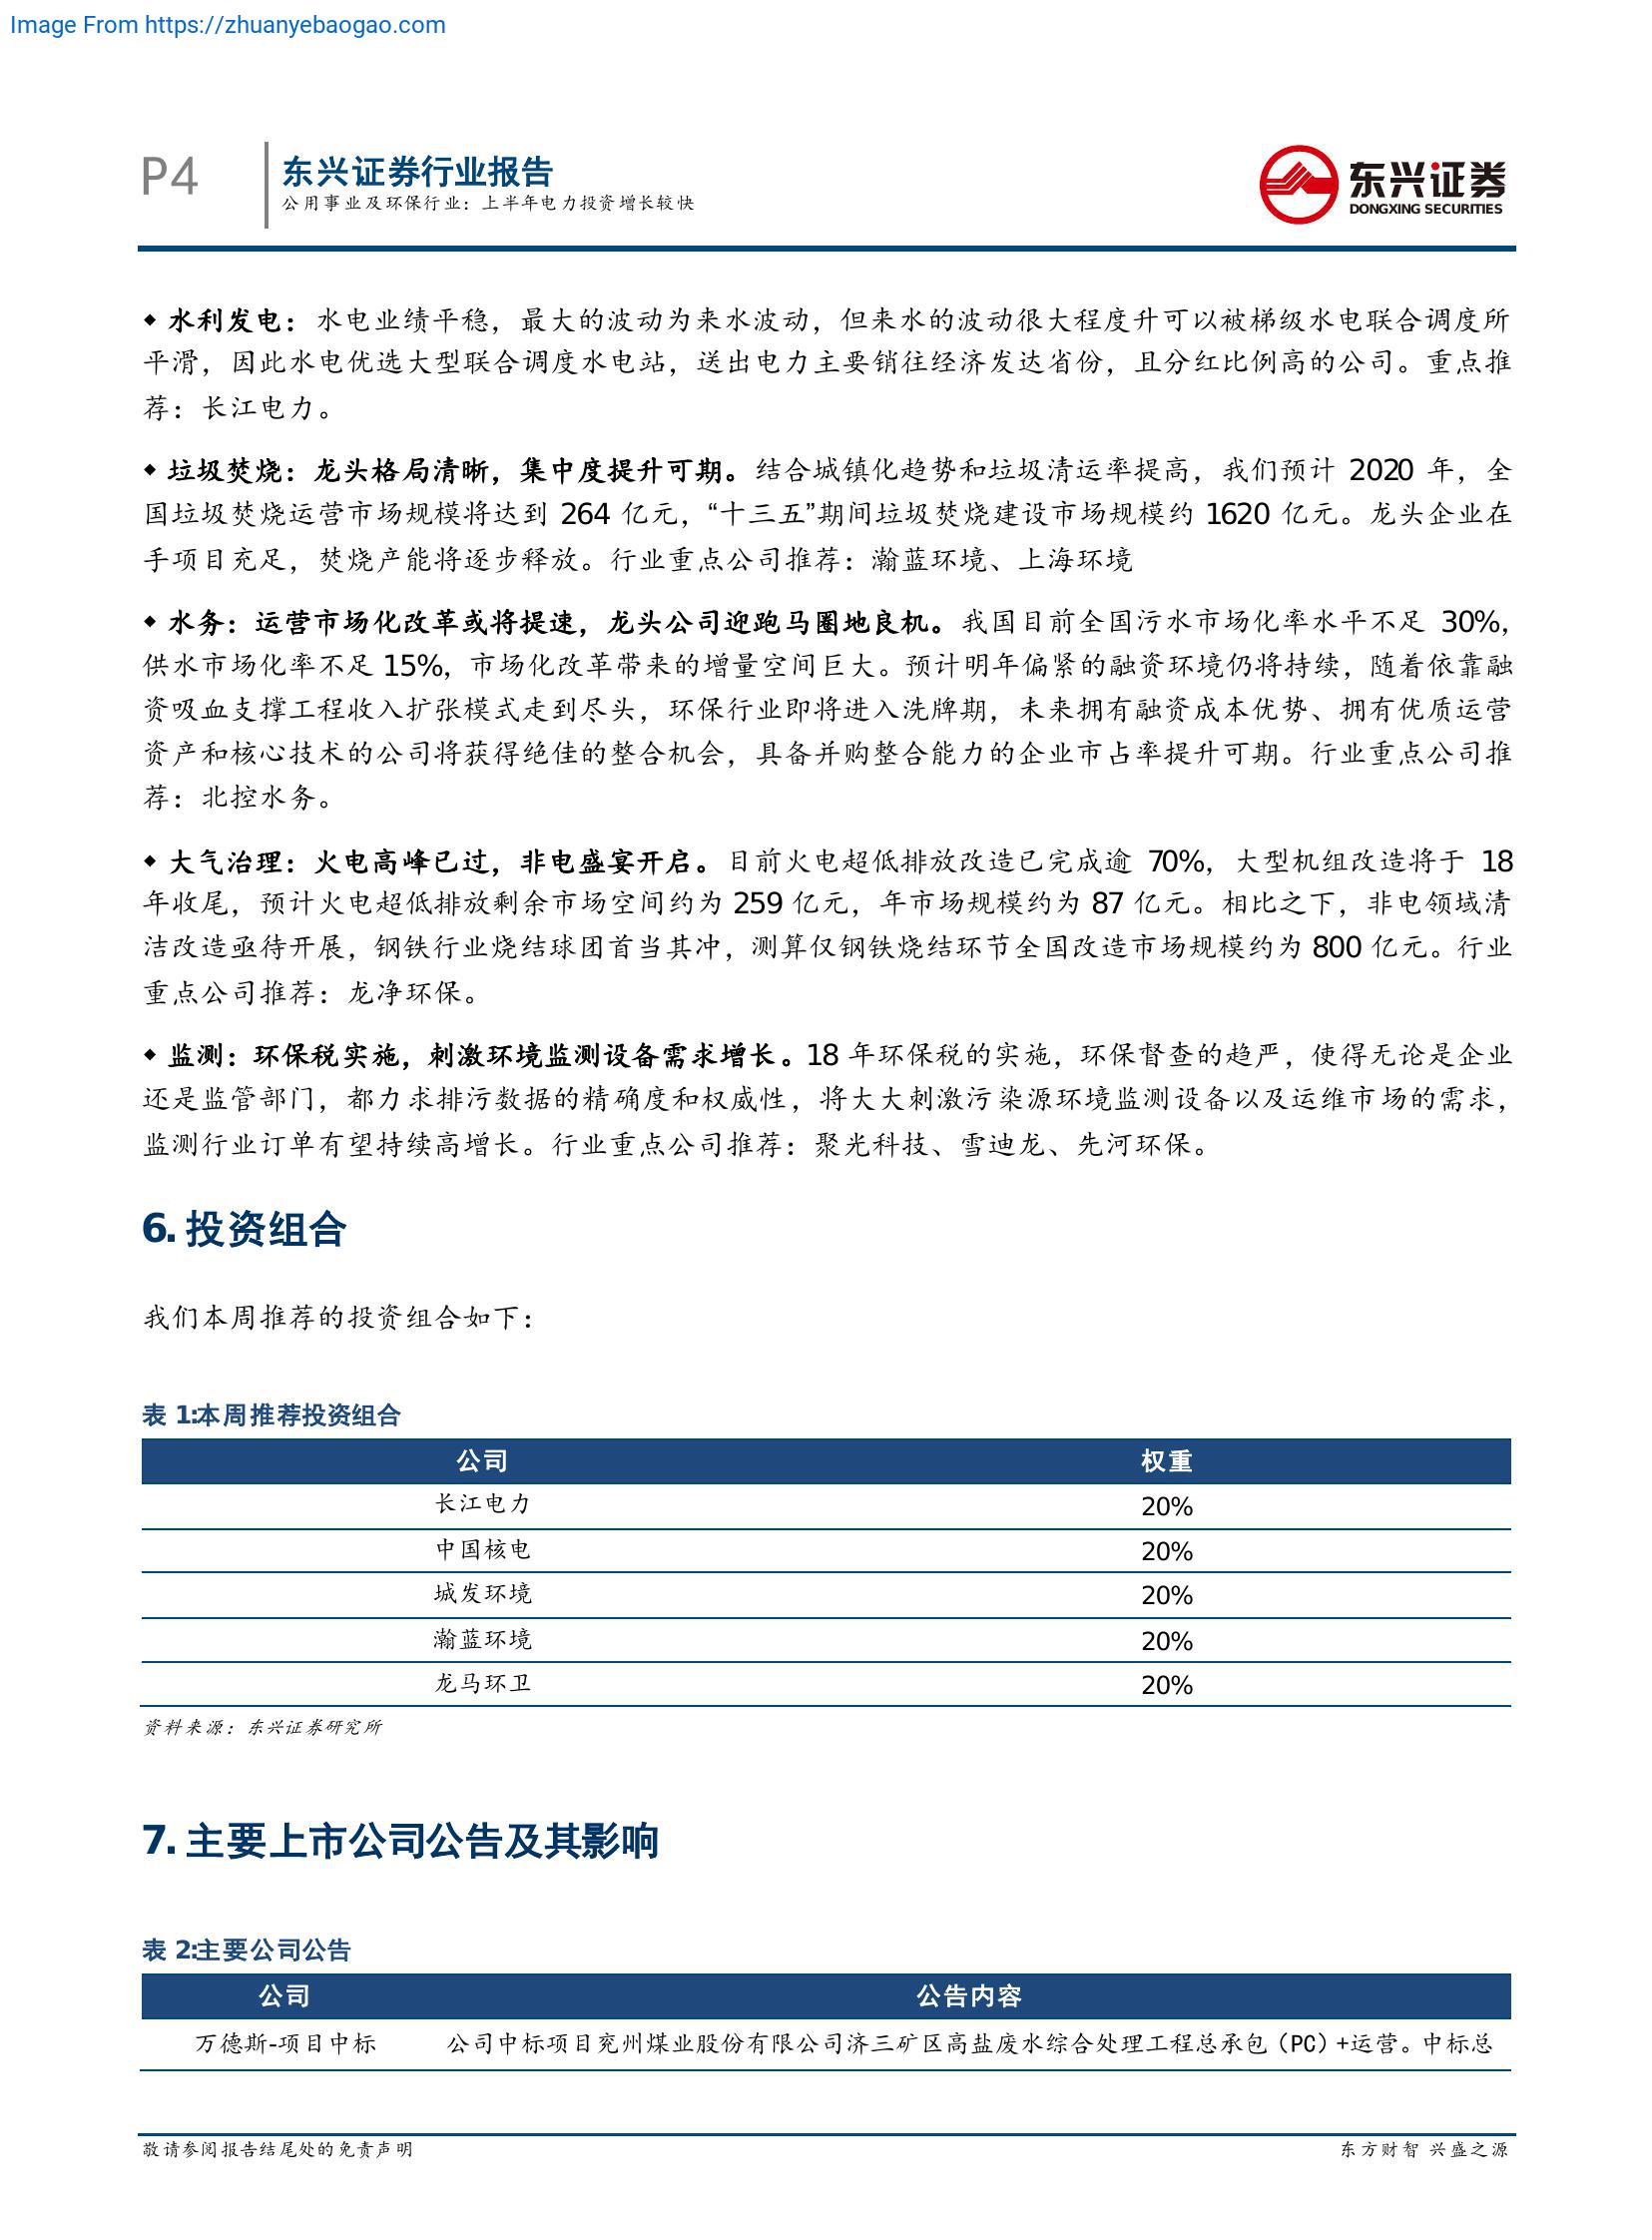 Image From https://zhuanyebaogao.com
P4
东兴证券行业报告
公用事业及环保行业：上半年电力投资增长较快
东兴证券
DONGXING SECURITIES
◆ 水利发电：水电业绩平稳，最大的波动为来水波动，但来水的波动很大程度升可以被梯级水电联合调度所
平滑，因此水电优选大型联合调度水电站，送出电力主要销往经济发达省份，且分红比例高的公司。重点推
荐：长江电力。
◆ 垃圾焚烧：龙头格局清晰，集中度提升可期。结合城镇化趋势和垃圾清运率提高，我们预计 2020 年，全
国垃圾焚烧运营市场规模将达到 264 亿元，“十三五”期间垃圾焚烧建设市场规模约 1620 亿元。龙头企业在
手项目充足，焚烧产能将逐步释放。行业重点公司推荐：瀚蓝环境、上海环境
◆ 水务：运营市场化改革或将提速，龙头公司迎跑马圈地良机。我国目前全国污水市场化率水平不足 30%，
供水市场化率不足 15%，市场化改革带来的增量空间巨大。预计明年偏紧的融资环境仍将持续，随着依靠融
资吸血支撑工程收入扩张模式走到尽头，环保行业即将进入洗牌期，未来拥有融资成本优势、拥有优质运营
资产和核心技术的公司将获得绝佳的整合机会，具备并购整合能力的企业市占率提升可期。行业重点公司推
荐：北控水务。
◆ 大气治理：火电高峰已过，非电盛宴开启。目前火电超低排放改造已完成逾 70%，大型机组改造将于 18
年收尾，预计火电超低排放剩余市场空间约为 259 亿元，年市场规模约为 87 亿元。相比之下，非电领域清
洁改造亟待开展，钢铁行业烧结球团首当其冲，测算仅钢铁烧结环节全国改造市场规模约为 800 亿元。行业
重点公司推荐：龙净环保。
◆ 监测：环保税实施，刺激环境监测设备需求增长。18 年环保税的实施，环保督查的趋严，使得无论是企业
还是监管部门，都力求排污数据的精确度和权威性，将大大刺激污染源环境监测设备以及运维市场的需求，
监测行业订单有望持续高增长。行业重点公司推荐：聚光科技、雪迪龙、先河环保。
6. 投资组合
我们本周推荐的投资组合如下：
表 1:本周推荐投资组合
公司 权重
长江电力 20%
中国核电 20%
城发环境 20%
瀚蓝环境 20%
龙马环卫 20%
资料来源：东兴证券研究所
7. 主要上市公司公告及其影响
表 2:主要公司公告
公司 公告内容
万德斯-项目中标 公司中标项目兖州煤业股份有限公司济三矿区高盐废水综合处理工程总承包（PC）+运营。中标总
敬请参阅报告结尾处的免责声明 东方财智 兴盛之源